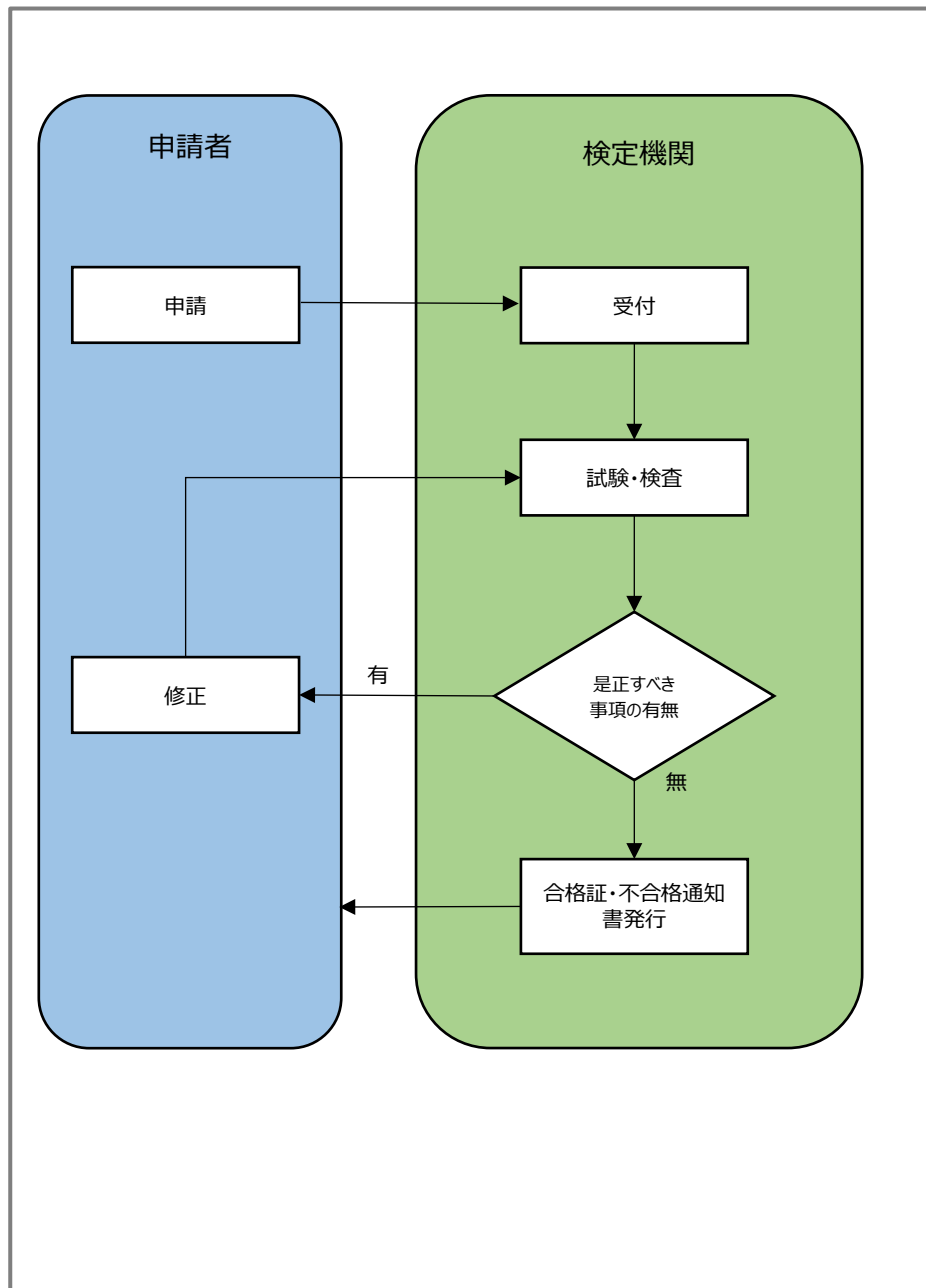 申請者
検定機関
申請
受付
試験・検査
修正
有
是正すべき
事項の有無
無
合格証・不合格通知
書発行